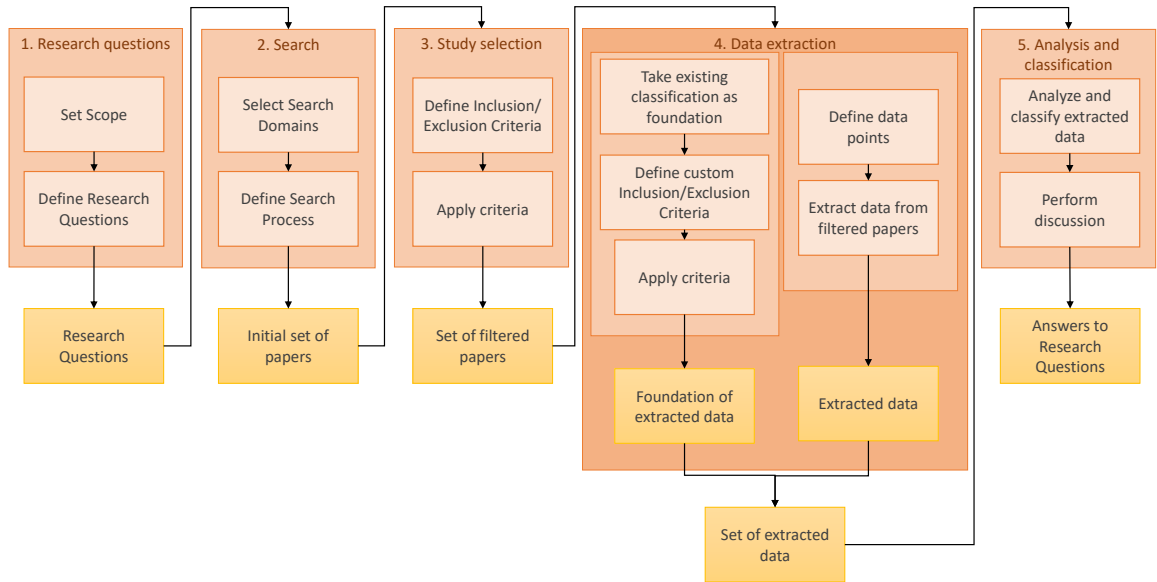 1. Research questions
Set Scope
Define Research
Questions
Research
Questions
2. Search
Select Search
Domains
Define Search
Process
Initial set of
papers
3. Study selection
Define Inclusion/
Exclusion Criteria
Apply criteria
Set of filtered
papers
4. Data extraction
Take existing
classification as
foundation
Define custom
Inclusion/Exclusion
Criteria
Apply criteria
Foundation of
extracted data
Define data
points
Extract data from
filtered papers
Extracted data
Set of extracted
data
5. Analysis and
classification
Analyze and
classify extracted
data
Perform
discussion
Answers to
Research
Questions